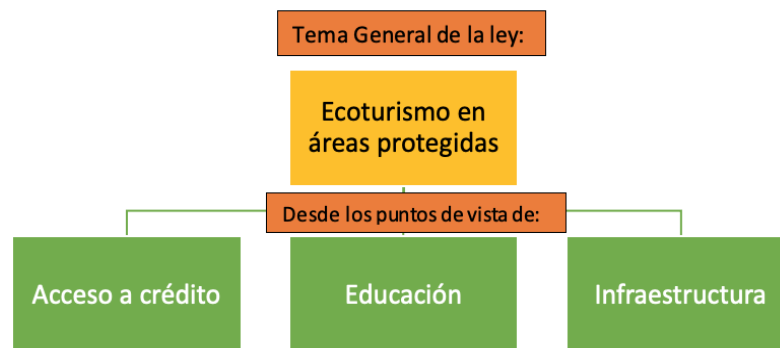 Tema General de la ley:
Ecoturismo en
áreas protegidas
Desde los puntos de vista de:
Acceso a crédito
Educación
Infraestructura